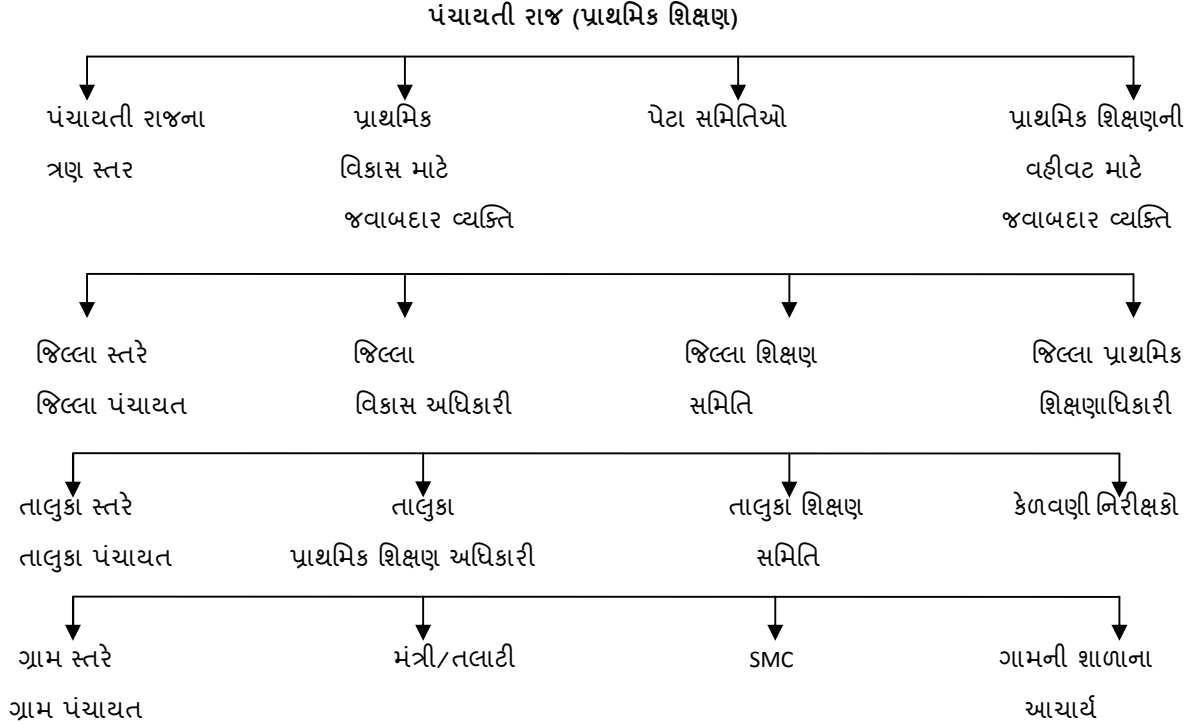 પંચાયતી રાજ (પ્રાથમિક શિક્ષણ)
પંચાયતી રાજના પ્રાથમિક પેટા સમિતિઓ પ્રાથમિક શિક્ષણની
ત્રણ સ્તર વિકાસ માટે વહીવટ માટે
જવાબદાર વ્યક્તિ જવાબદાર વ્યક્તિ
જિલ્લા સ્તરે જિલ્લા જિલ્લા શિક્ષણ જિલ્લા પ્રાથમિક
જિલ્લા પંચાયત વિકાસ અધિકારી સમિતિ શિક્ષણાધિકારી
તાલુકા સ્તરે તાલુકા તાલુકા શિક્ષણ કેળવણી નિરીક્ષકો
તાલુકા પંચાયત પ્રાથમિક શિક્ષણ અધિકારી સમિતિ
ગ્રામ સ્તરે મંત્રી/તલાટી SMC ગામની શાળાના
ગ્રામ પંચાયત આચાર્ય